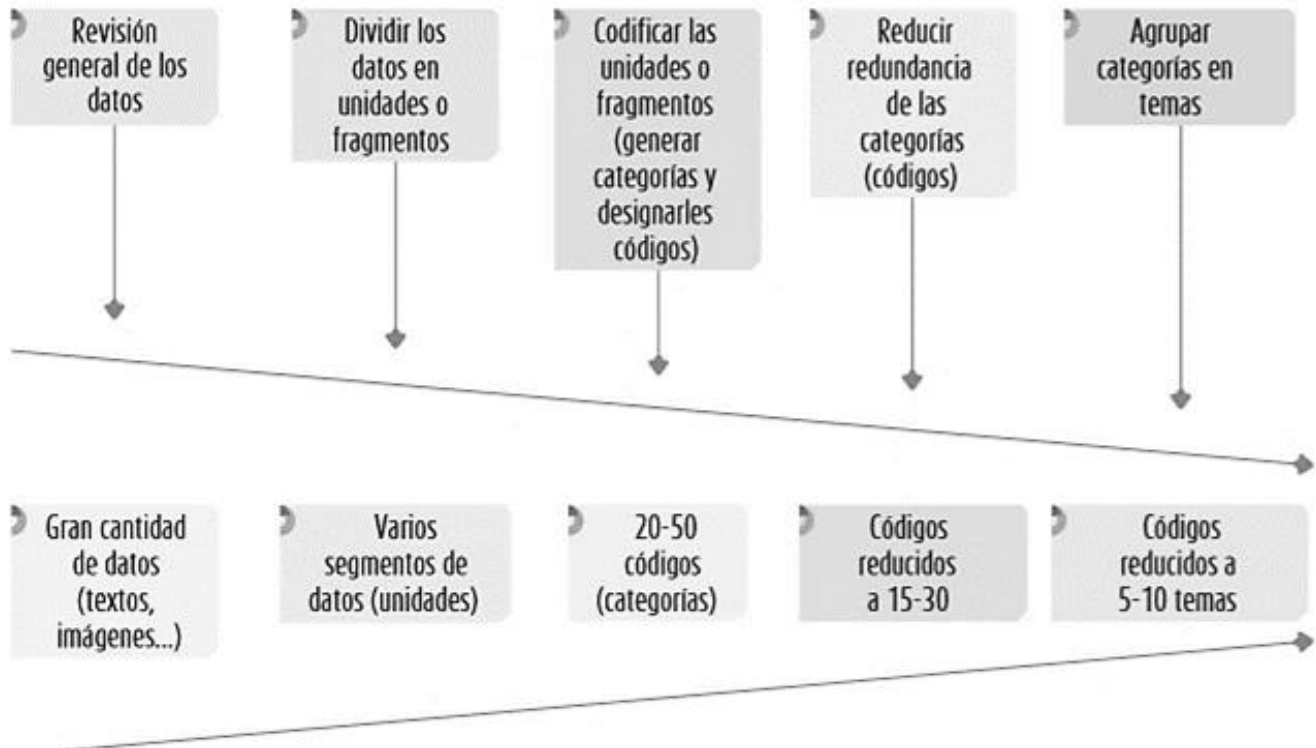 Revisión
general de los
datos
Dividir los
datos en
unidades o
fragmentos
Codificar las
unidades o
fragmentos
(generar
categorías y
designarles
códigos)
Reducir
redundancia
de las
categorías
(códigos)
Agrupar
categorías en
temas
Gran cantidad
de datos
(textos,
imágenes...)
Varios
segmentos de
datos (unidades)
20-50
códigos
(categorías)
Códigos
reducidos
a 15-30
Códigos
reducidos a
5-10 temas